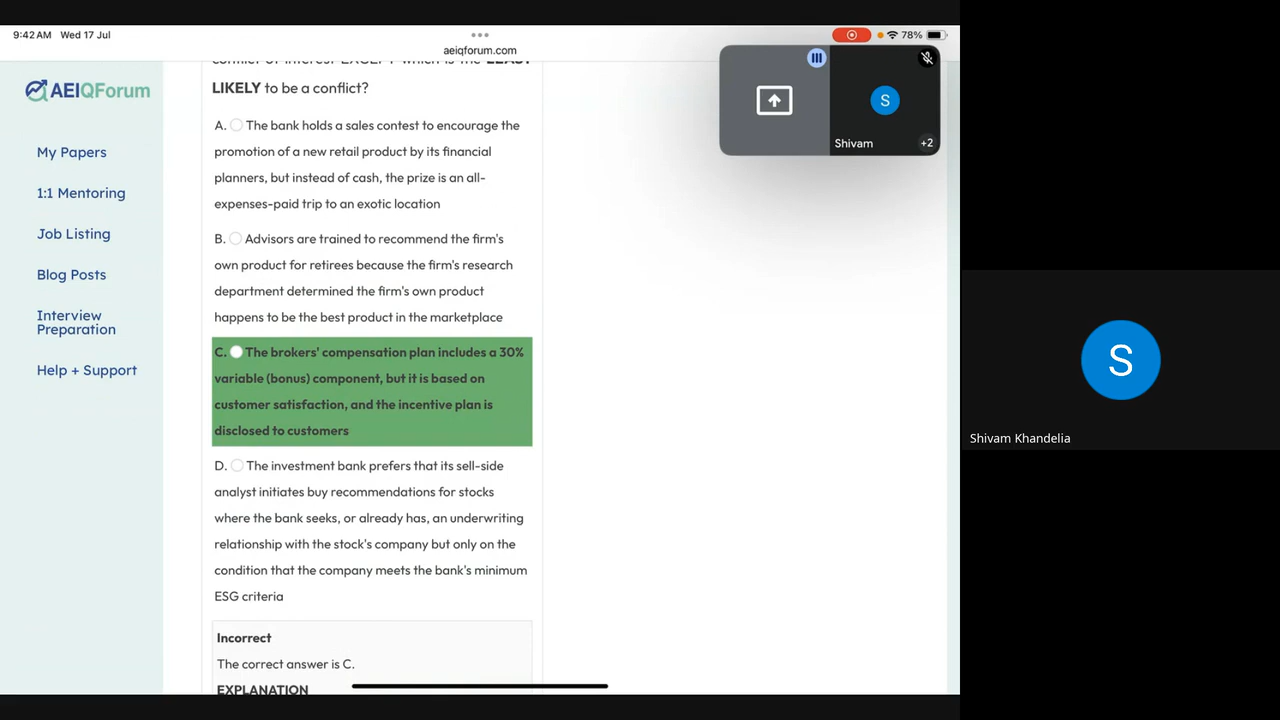 9:42 AM Wed 17 Jul
aeiqforum.com
78%
AEIQForum
My Papers
1:1 Mentoring
Job Listing
Blog Posts
Interview
Preparation
Help + Support
conflict of interest EXCEPT which is the LEAST
LIKELY to be a conflict?
A. The bank holds a sales contest to encourage the
promotion of a new retail product by its financial
planners, but instead of cash, the prize is an all-
expenses-paid trip to an exotic location
B. Advisors are trained to recommend the firm's
own product for retirees because the firm's research
department determined the firm's own product
happens to be the best product in the marketplace
C. The brokers' compensation plan includes a 30%
variable (bonus) component, but it is based on
customer satisfaction, and the incentive plan is
disclosed to customers
D. The investment bank prefers that its sell-side
analyst initiates buy recommendations for stocks
where the bank seeks, or already has, an underwriting
relationship with the stock's company but only on the
condition that the company meets the bank's minimum
ESG criteria
Incorrect
The correct answer is C.
EXPLANATION
S
Shivam
+2
S
Shivam Khandelia